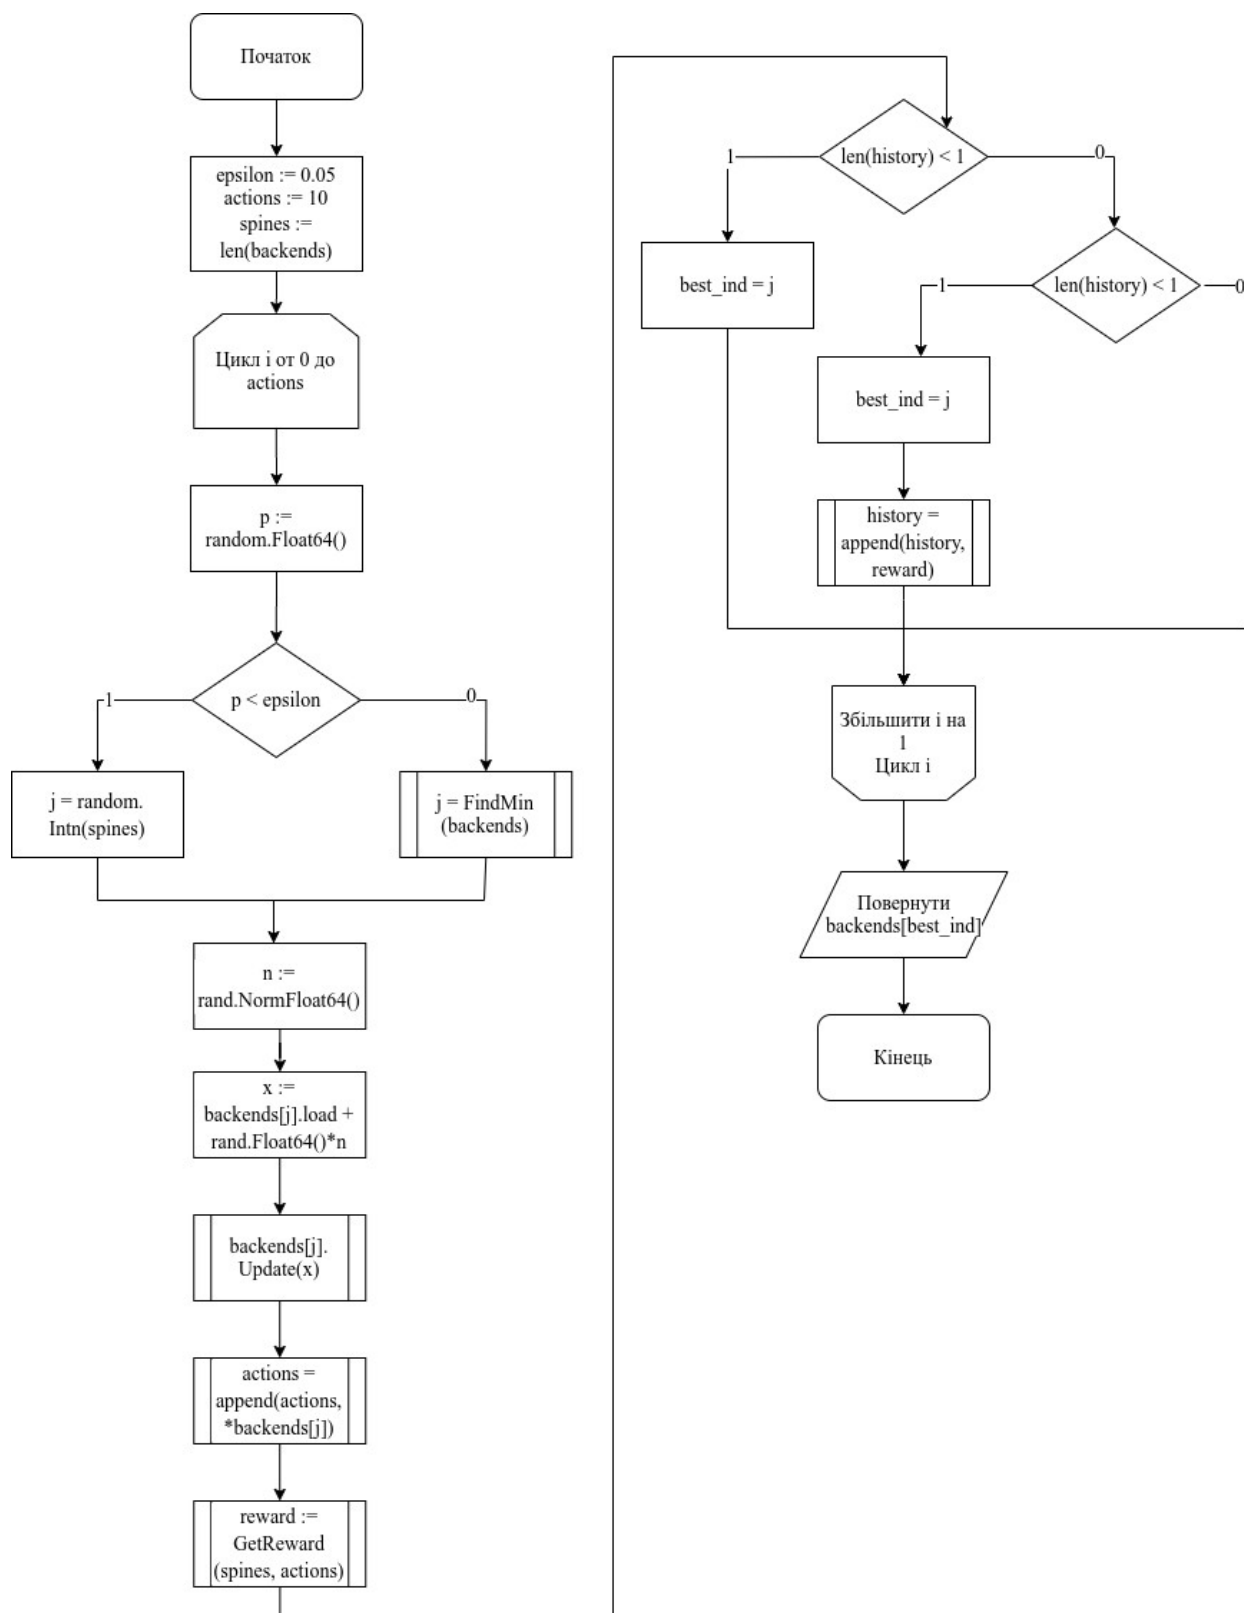 Початок
epsilon := 0.05
actions := 10
spines :=
len(backends)
Цикл і от 0 до
actions
p :=
random.Float64()
p < epsilon
1
0
j = random.
Intn(spines)
j = FindMin
(backends)
n :=
rand.NormFloat64()
x :=
backends[j].load +
rand.Float64()*n
backends[j].
Update(x)
actions =
append(actions,
*backends[j])
reward :=
GetReward
(spines, actions)
len(history) < 1
1
0
best_ind = j
len(history) < 1
1
0
best_ind = j
history =
append(history,
reward)
Збільшити і на
1
Цикл і
Повернути
backends[best_ind]
Кінець